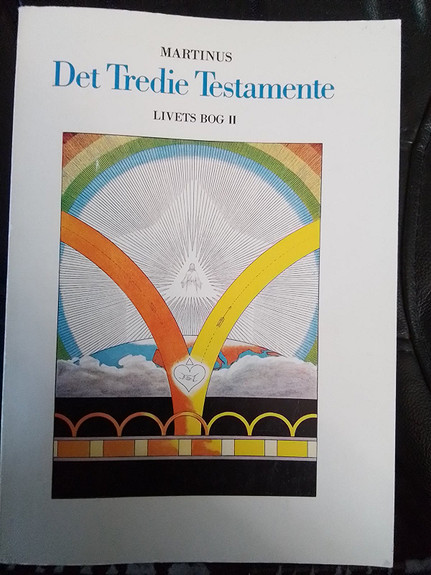 MARTINUS
Det Tredie Testamente
LIVETS BOG II